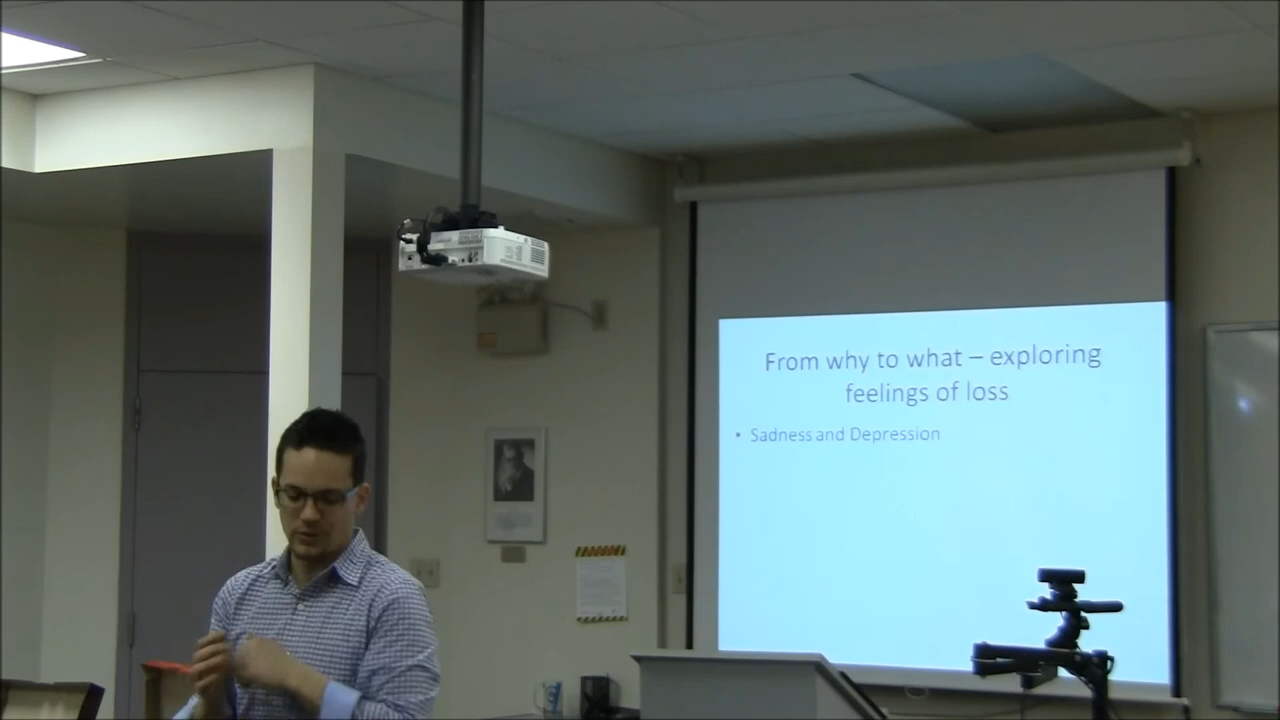 From why to what – exploring
feelings of loss
• Sadness and Depression